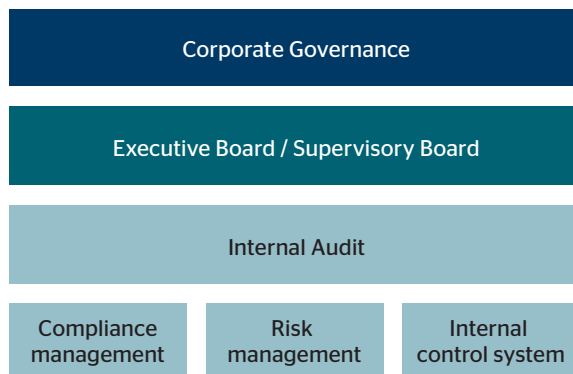 Corporate Governance
Executive Board / Supervisory Board
Internal Audit
Compliance
management
Risk
management
Internal
control system